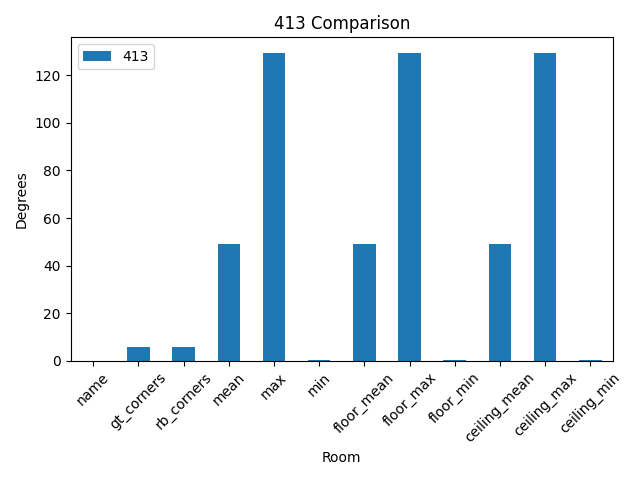 413 Comparison
413
Degrees
120
100
80
60
40
20
0
name
gt_corners
rb_corners
mean
max
min
floor_mean
floor_max
floor_min
ceiling_mean
ceiling_max
ceiling_min
Room